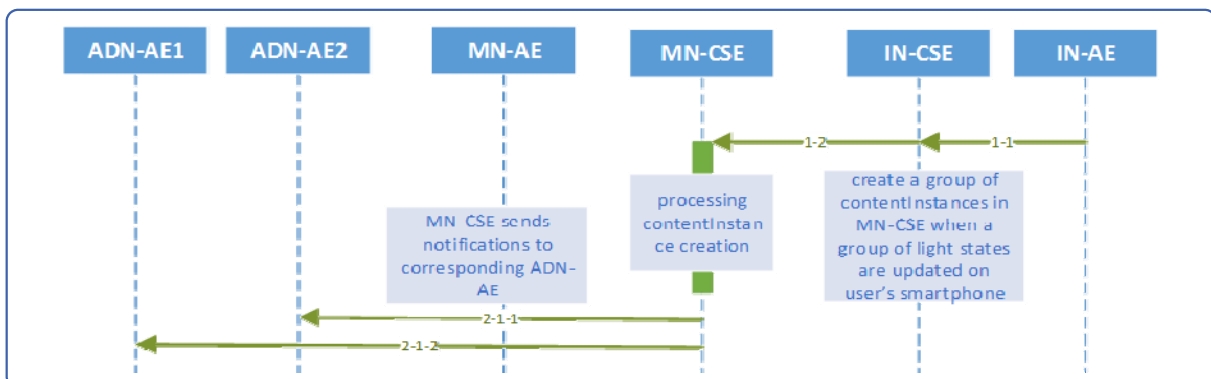 ADN-AE1 ADN-AE2 MN-AE MN-CSE IN-CSE IN-AE
1-2 1-1
create a group of
contentInstances in
MN-CSE when a
group of light states
are updated on
user's smartphone
processing
contentInstan
ce creation
MN CSE sends
notifications to
corresponding ADN-
AE
2-1-1
2-1-2